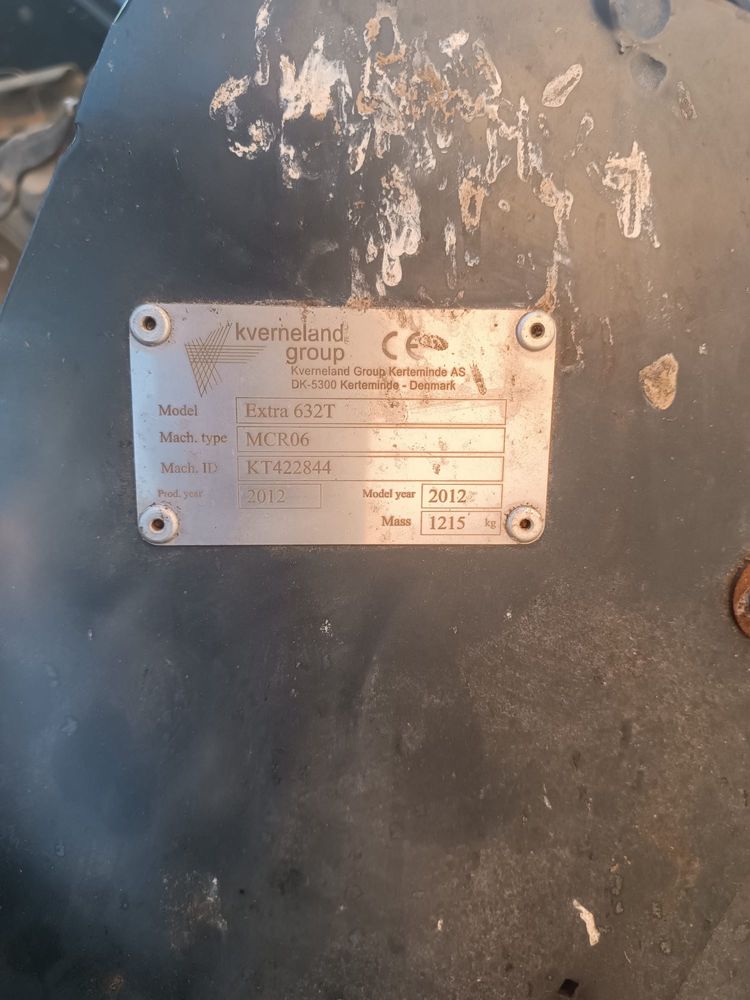 kverneland
group CE
Kverneland Group Kerteminde AS
DK-5300 Kerteminde - Denmark
Model Extra 632T
Mach. type MCR06
Mach. ID KT422844
Prod. year 2012 Model year 2012
Mass 1215 kg